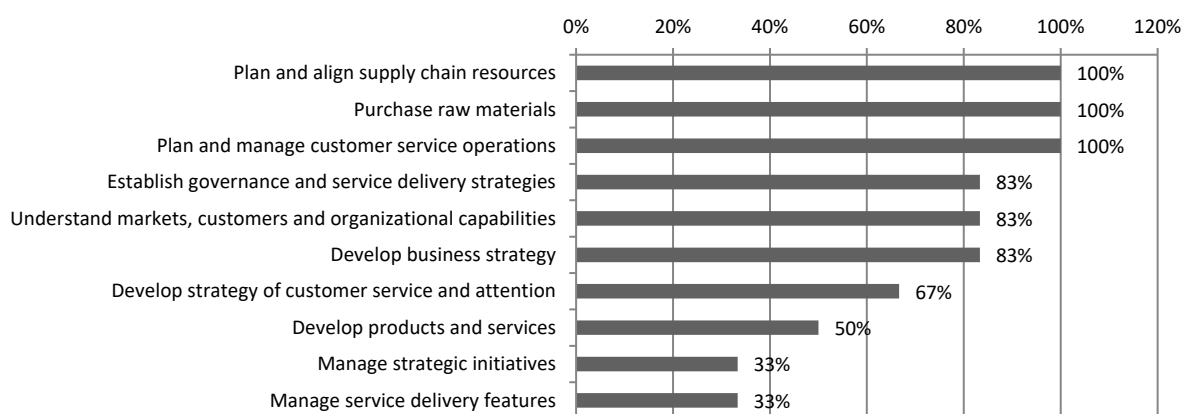 0% 20% 40% 60% 80% 100% 120%
Plan and align supply chain resources 100%
Purchase raw materials 100%
Plan and manage customer service operations 100%
Establish governance and service delivery strategies 83%
Understand markets, customers and organizational capabilities 83%
Develop business strategy 83%
Develop strategy of customer service and attention 67%
Develop products and services 50%
Manage strategic initiatives 33%
Manage service delivery features 33%